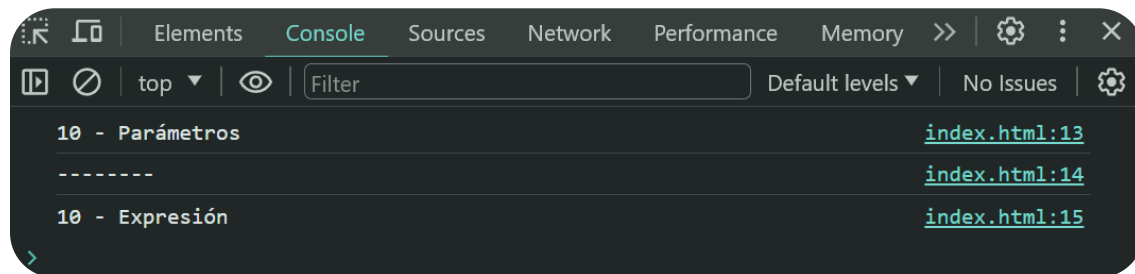 Elements Console Sources Network Performance Memory
top Filter Default levels No Issues
10 - Parámetros index.html:13
-------- index.html:14
10 - Expresión index.html:15